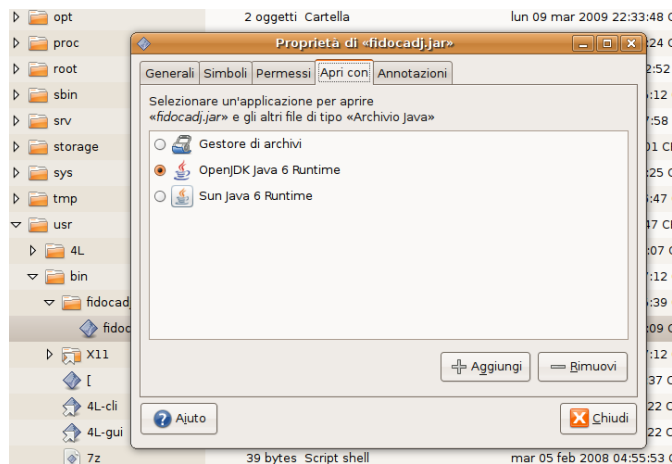 opt 2 oggetti Cartella lun 09 mar 2009 22:33:48
proc
Proprietà di «fidocadj.jar»
root
Generali Simboli Permessi Apri con Annotazioni
sbin
Selezionare un'applicazione per aprire
«fidocadj.jar» e gli altri file di tipo «Archivio Java»
srv
storage
Gestore di archivi
sys
OpenJDK Java 6 Runtime
tmp
Sun Java 6 Runtime
usr
4L
bin
fidocad
fidoc
X11
Aggiungi Rimuovi
[
4L-cli
Aiuto Chiudi
4L-gui
7z 39 bytes Script shell mar 05 feb 2008 04:55:53